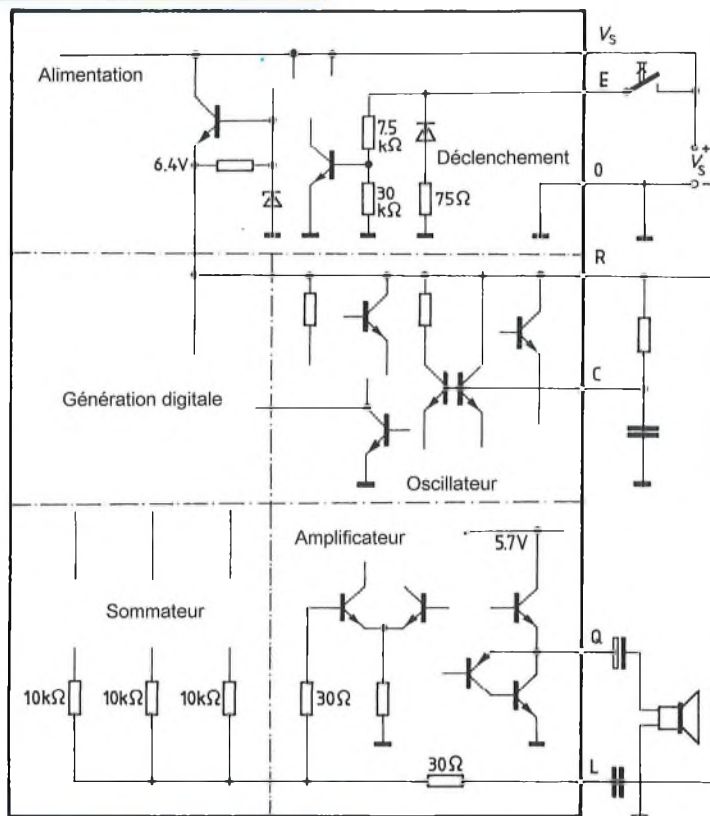 Alimentation
V_S
E
7.5
kΩ
6.4V
Déclenchement
V_S
+
-
30
kΩ
75Ω
0
R
C
Génération digitale
Oscillateur
Amplificateur
5.7V
Sommateur
Q
10kΩ 10kΩ 10kΩ 30Ω
30Ω
L